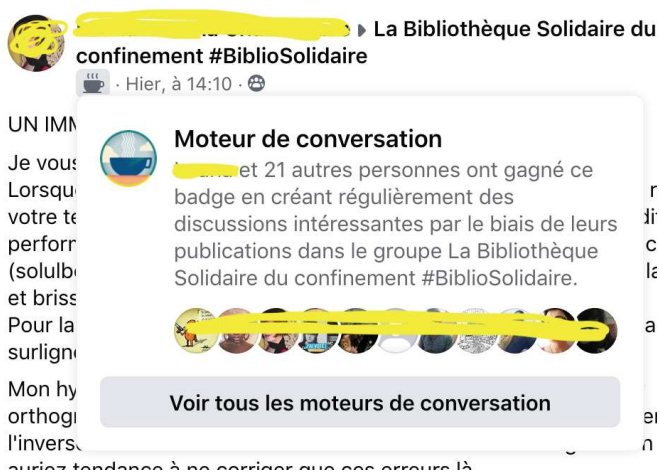 La Bibliothèque Solidaire du
confinement #BiblioSolidaire
· Hier, à 14:10 ·
UN IMM
Je vous
Lorsqu
votre te
perforn
et briss
Pour la
surlign
Mon hy
orthogr
l'invers
auriez tendance à ne corriger que ces erreurs là
Moteur de conversation
et 21 autres personnes ont gagné ce
badge en créant régulièrement des
discussions intéressantes par le biais de leurs
publications dans le groupe La Bibliothèque
Solidaire du confinement #BiblioSolidaire.
Voir tous les moteurs de conversation